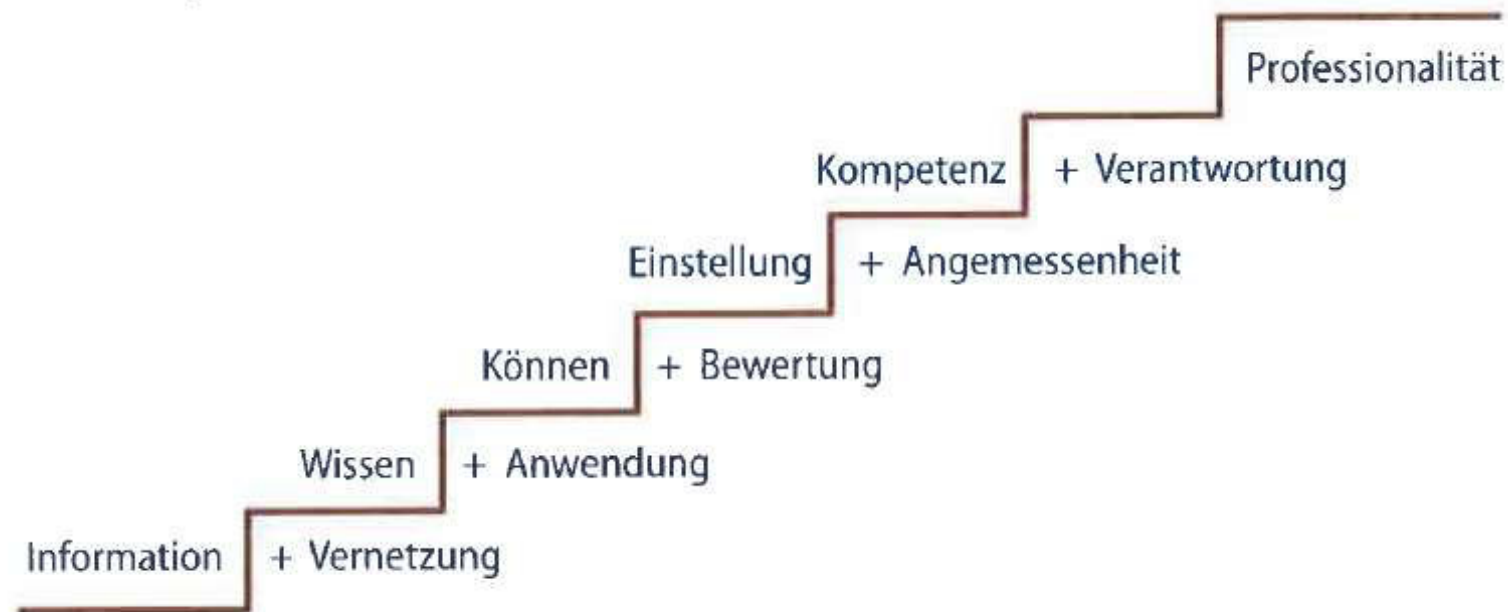 Professionalität
Kompetenz + Verantwortung
Einstellung + Angemessenheit
Können + Bewertung
Wissen + Anwendung
Information + Vernetzung